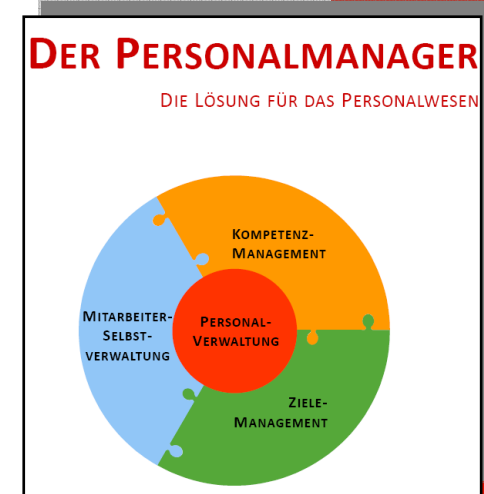 DER PERSONALMANAGER
DIE LÖSUNG FÜR DAS PERSONALWESEN
KOMPETENZ-
MANAGEMENT
MITARBEITER-
SELBST-
VERWALTUNG
PERSONAL-
VERWALTUNG
ZIELE-
MANAGEMENT